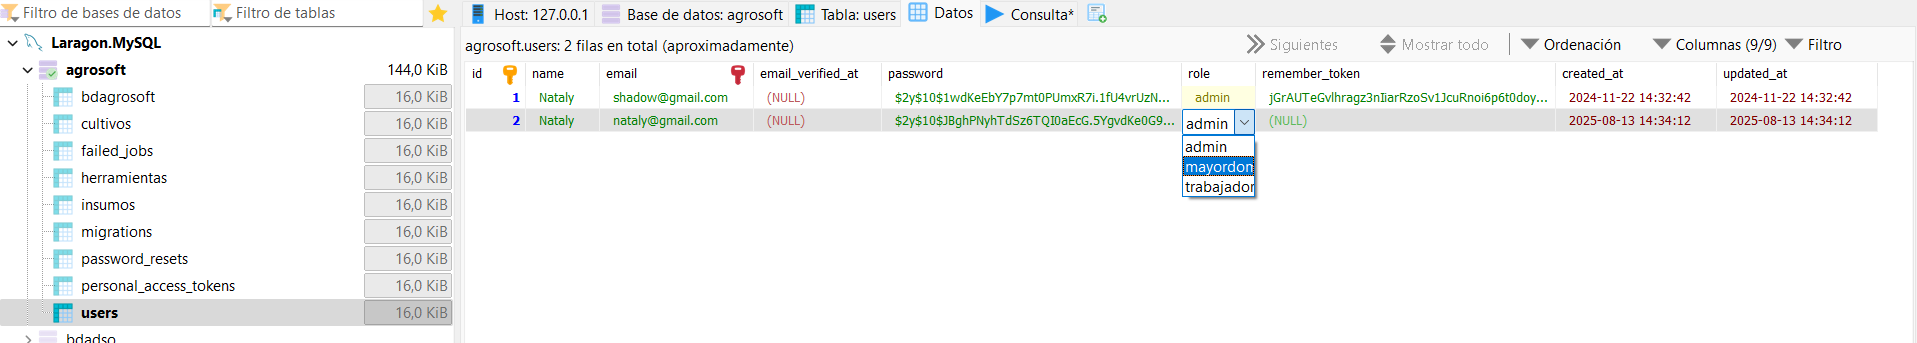 Filtro de bases de datos
Filtro de tablas
Host: 127.0.0.1
Base de datos: agrosoft
Tabla: users
Datos
Consulta*
Laragon.MySQL
agrosoft 144,0 KiB
bdagrosoft 16,0 KiB
cultivos 16,0 KiB
failed_jobs 16,0 KiB
herramientas 16,0 KiB
insumos 16,0 KiB
migrations 16,0 KiB
password_resets 16,0 KiB
personal_access_tokens 16,0 KiB
users 16,0 KiB
bdadso
agrosoft.users: 2 filas en total (aproximadamente)
Siguientes
Mostrar todo
Ordenación
Columnas (9/9)
Filtro
id name email email_verified_at password role remember_token created_at updated_at
1 Nataly shadow@gmail.com (NULL) $2y$10$1wdKeEbY7p7mt0PUmxR7i.1fU4vrUzN... admin jGrAUTeGvlhragz3nIiarRzoSv1JcuRnoi6p6t0doy... 2024-11-22 14:32:42 2024-11-22 14:32:42
2 Nataly nataly@gmail.com (NULL) $2y$10$JBghPNyhTdSz6TQI0aEcG.5YgvdKe0G9... admin (NULL) 2025-08-13 14:34:12 2025-08-13 14:34:12
admin
mayordon
trabajador